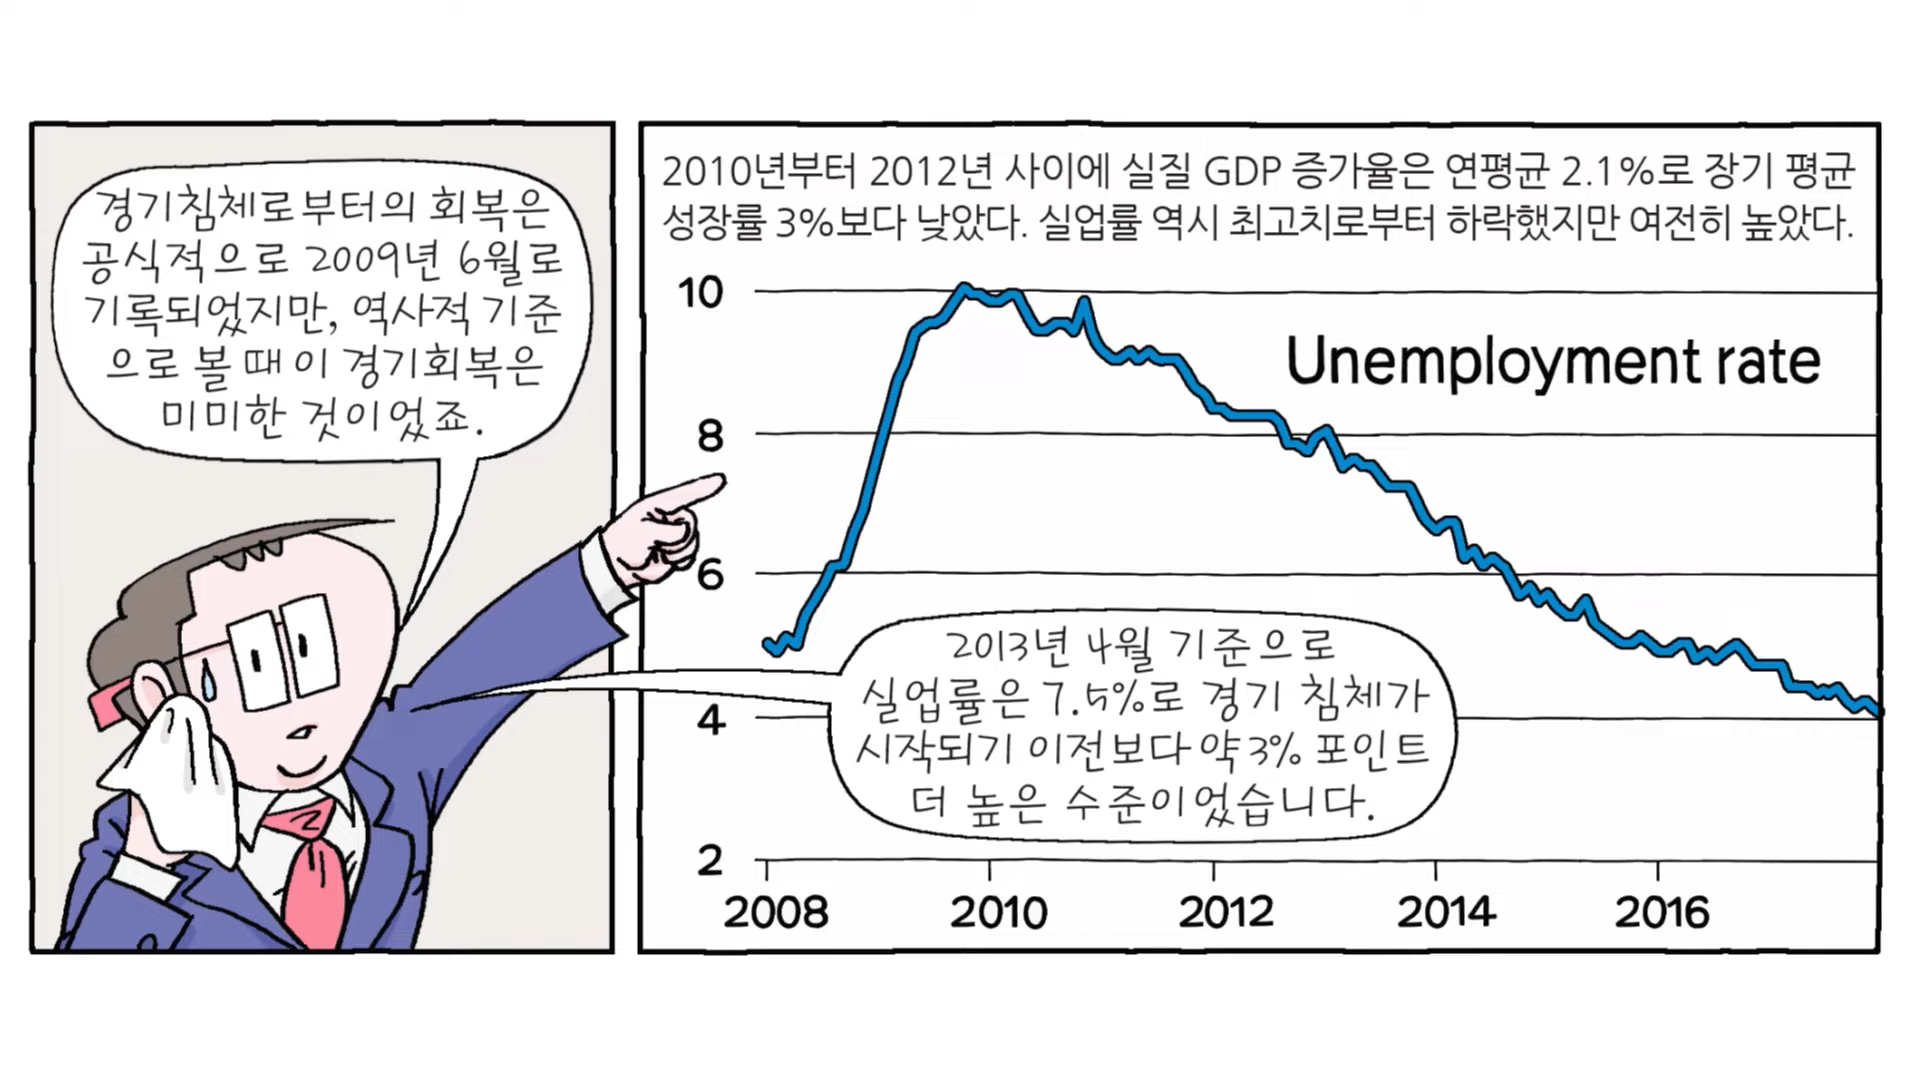 경기침체로부터의 회복은
공식적으로 2009년 6월로
기록되었지만, 역사적 기준
으로 볼 때 이 경기회복은
미미한 것이었죠.
2010년부터 2012년 사이에 실질 GDP 증가율은 연평균 2.1%로 장기 평균
성장률 3%보다 낮았다. 실업률 역시 최고치로부터 하락했지만 여전히 높았다.
Unemployment rate
10
8
6
4
2
2013년 4월 기준으로
실업률은 7.5%로 경기 침체가
시작되기 이전보다 약 3% 포인트
더 높은 수준이었습니다.
2008 2010 2012 2014 2016